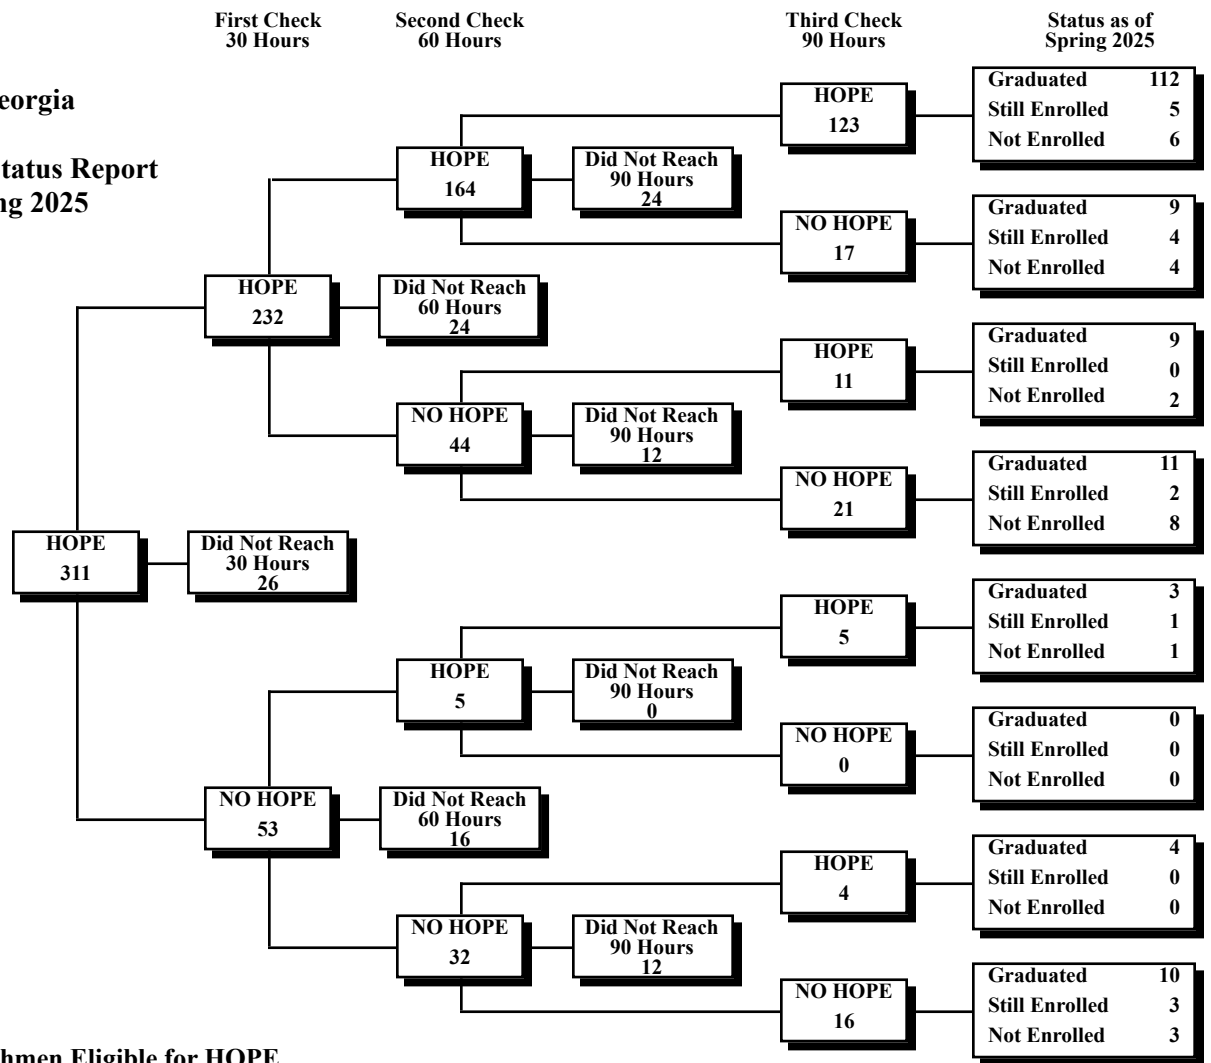 First Check
30 Hours
Second Check
60 Hours
Third Check
90 Hours
Status as of
Spring 2025
eorgia
tatus Report
ng 2025
HOPE
311
Did Not Reach
30 Hours
26
HOPE
232
Did Not Reach
60 Hours
24
NO HOPE
53
Did Not Reach
60 Hours
16
HOPE
164
Did Not Reach
90 Hours
24
NO HOPE
44
Did Not Reach
90 Hours
12
HOPE
5
Did Not Reach
90 Hours
0
NO HOPE
32
Did Not Reach
90 Hours
12
HOPE
123
Graduated 112
Still Enrolled 5
Not Enrolled 6
NO HOPE
17
Graduated 9
Still Enrolled 4
Not Enrolled 4
HOPE
11
Graduated 9
Still Enrolled 0
Not Enrolled 2
NO HOPE
21
Graduated 11
Still Enrolled 2
Not Enrolled 8
HOPE
5
Graduated 3
Still Enrolled 1
Not Enrolled 1
NO HOPE
0
Graduated 0
Still Enrolled 0
Not Enrolled 0
HOPE
4
Graduated 4
Still Enrolled 0
Not Enrolled 0
NO HOPE
16
Graduated 10
Still Enrolled 3
Not Enrolled 3
hmen Eligible for HOPE